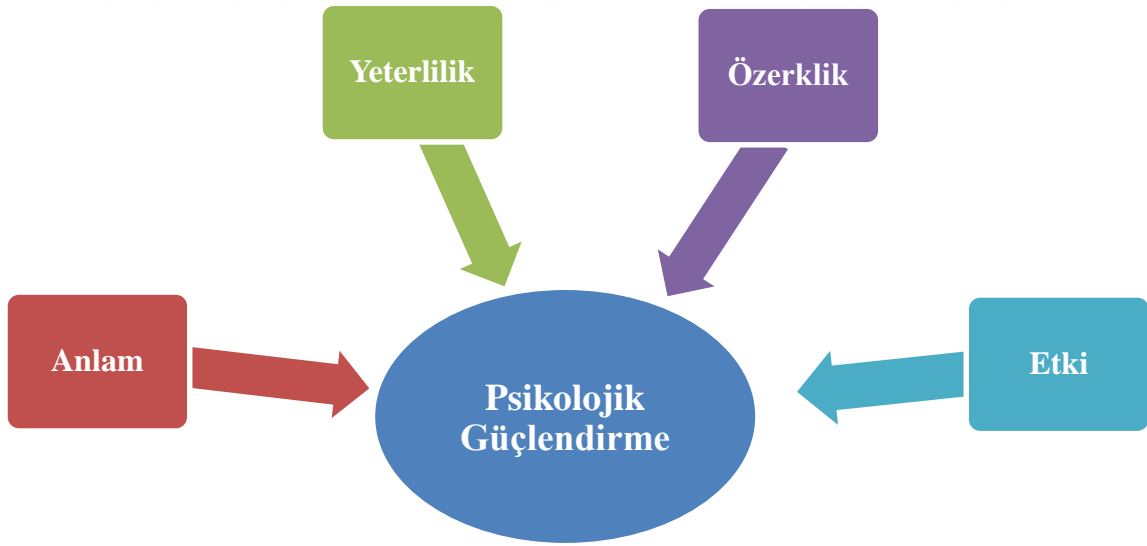 Yeterlilik
Özerklik
Anlam
Etki
Psikolojik
Güçlendirme